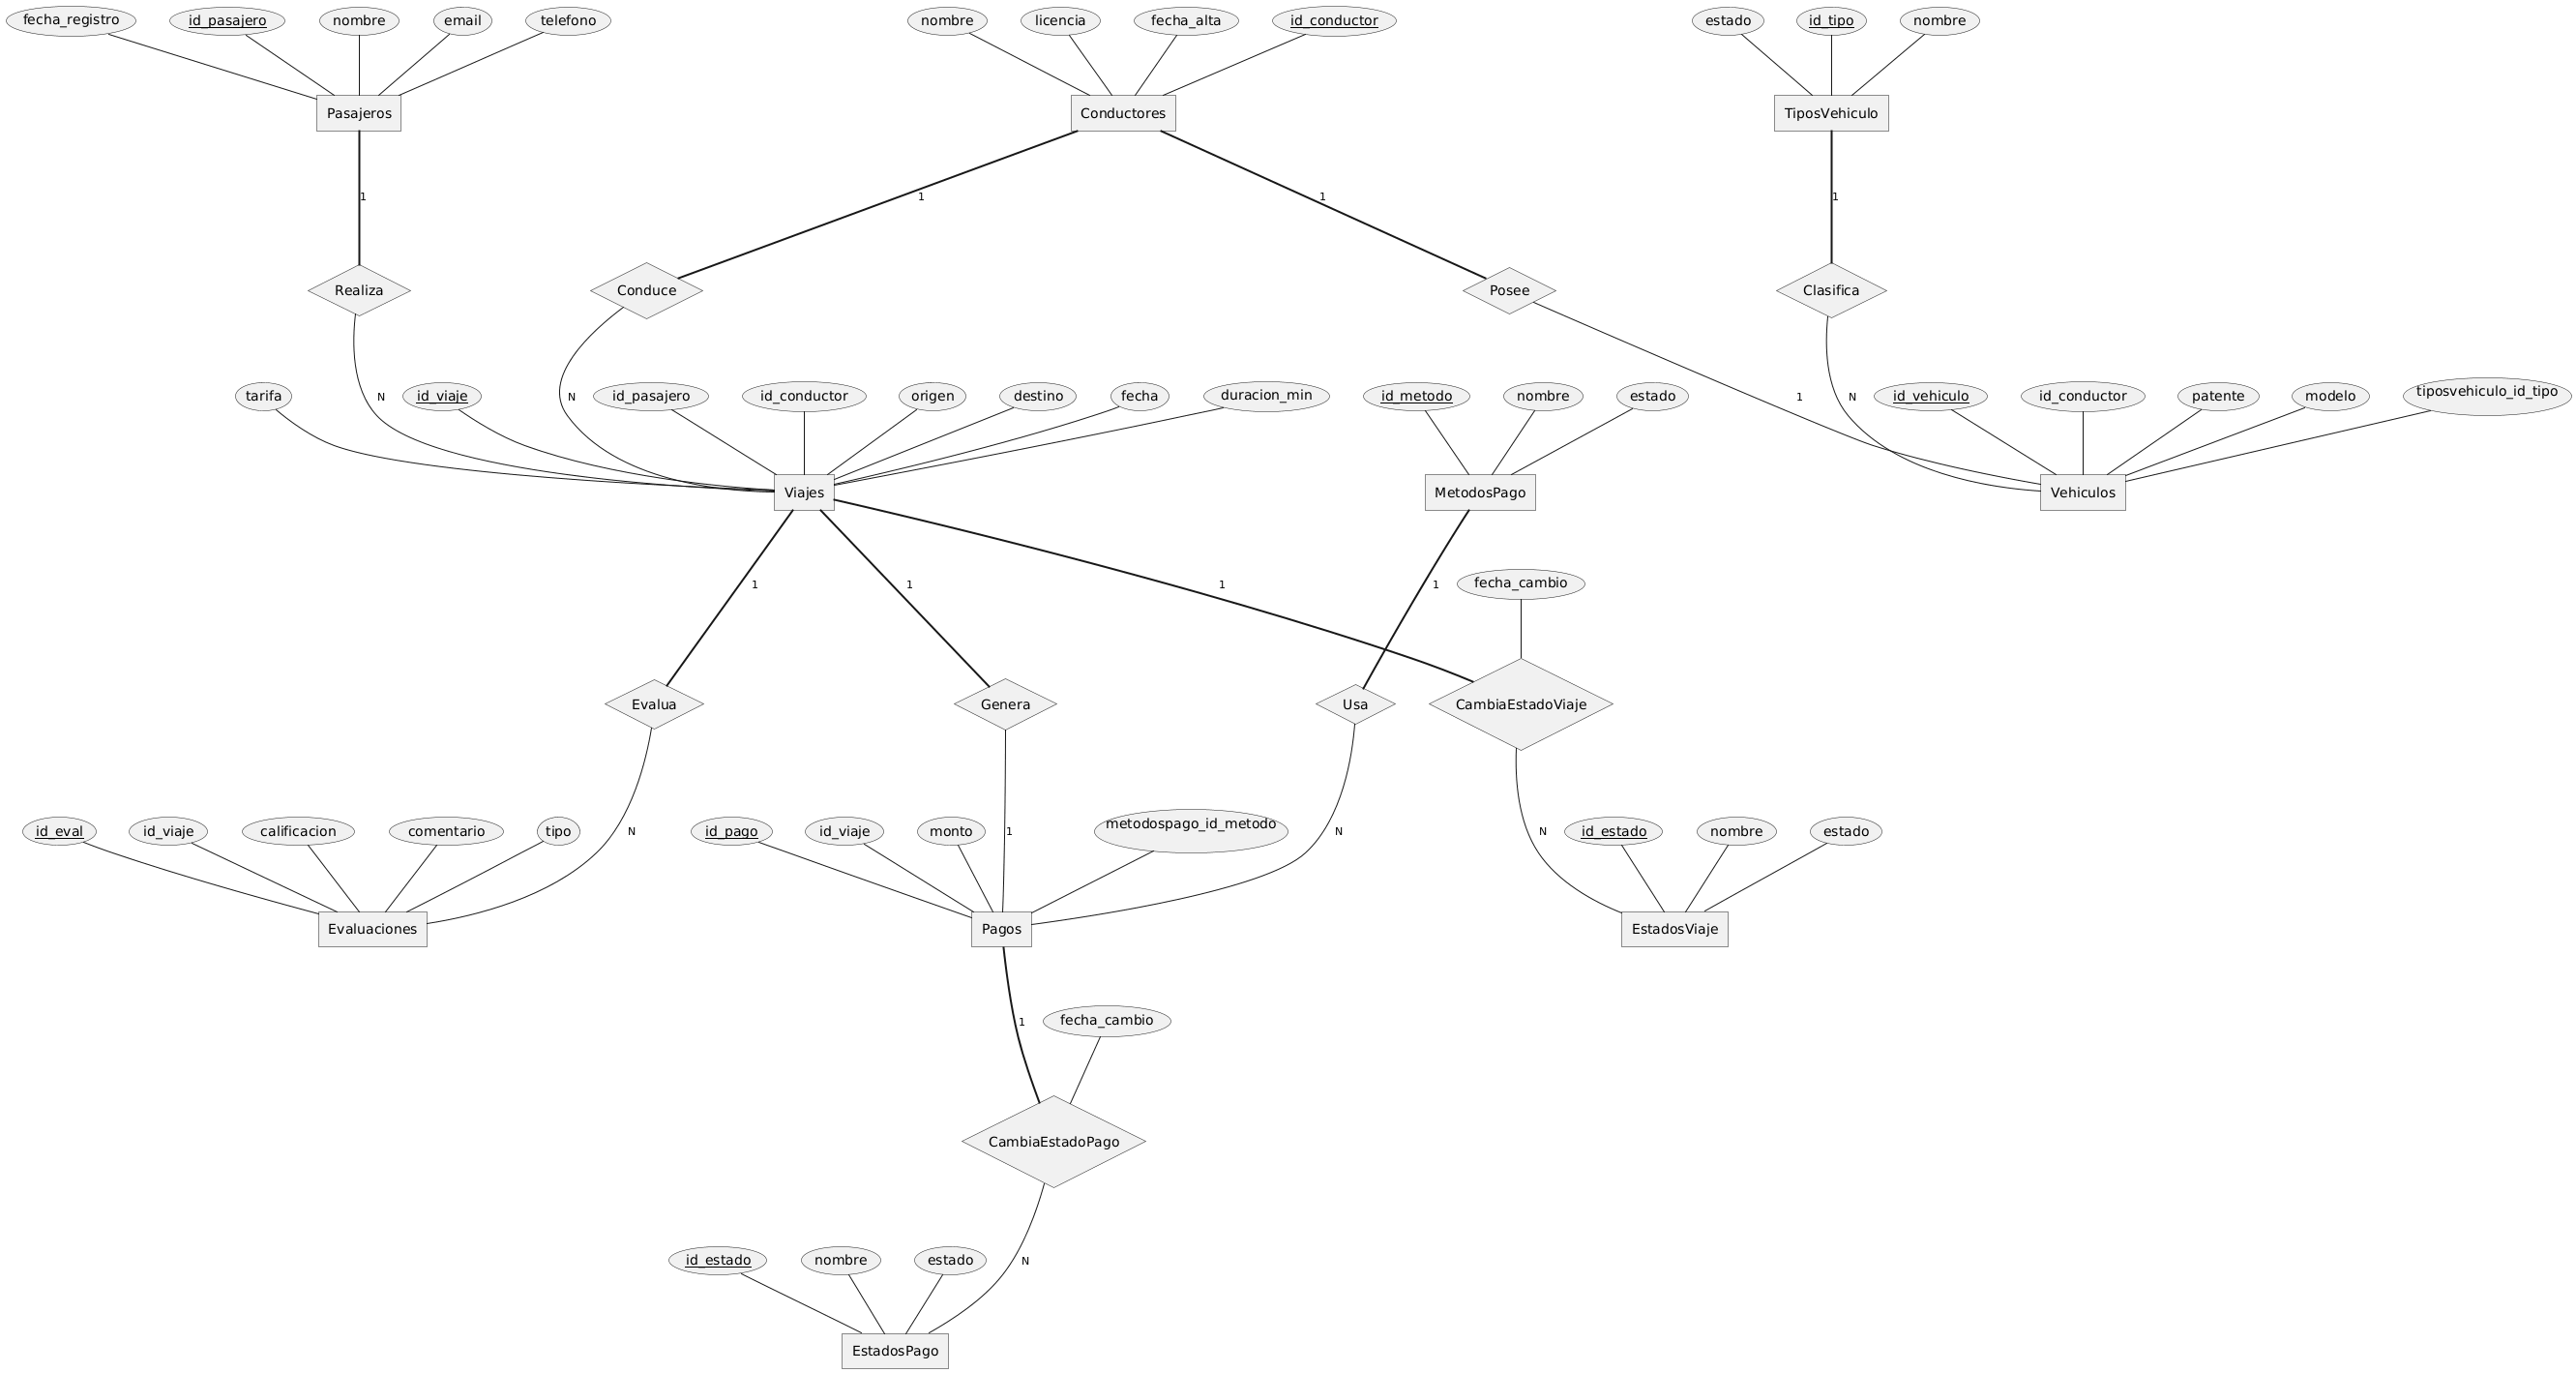 fecha_registro
id_pasajero
nombre
email
telefono
nombre
licencia
fecha_alta
id_conductor
estado
id_tipo
nombre
Pasajeros
Conductores
TiposVehiculo
1
1
1
1
Realiza
Conduce
Posee
Clasifica
tarifa
N
id_viaje
N
id_pasajero
id_conductor
origen
destino
fecha
duracion_min
id_metodo
nombre
estado
1
N
id_vehiculo
id_conductor
patente
modelo
tiposvehiculo_id_tipo
Viajes
MetodosPago
Vehiculos
1
1
1
1
fecha_cambio
Evalua
Genera
Usa
CambiaEstadoViaje
id_eval
id_viaje
calificacion
comentario
tipo
N
id_pago
id_viaje
monto
1
metodospago_id_metodo
N
N
id_estado
nombre
estado
Evaluaciones
Pagos
EstadosViaje
1
fecha_cambio
CambiaEstadoPago
id_estado
nombre
estado
N
EstadosPago